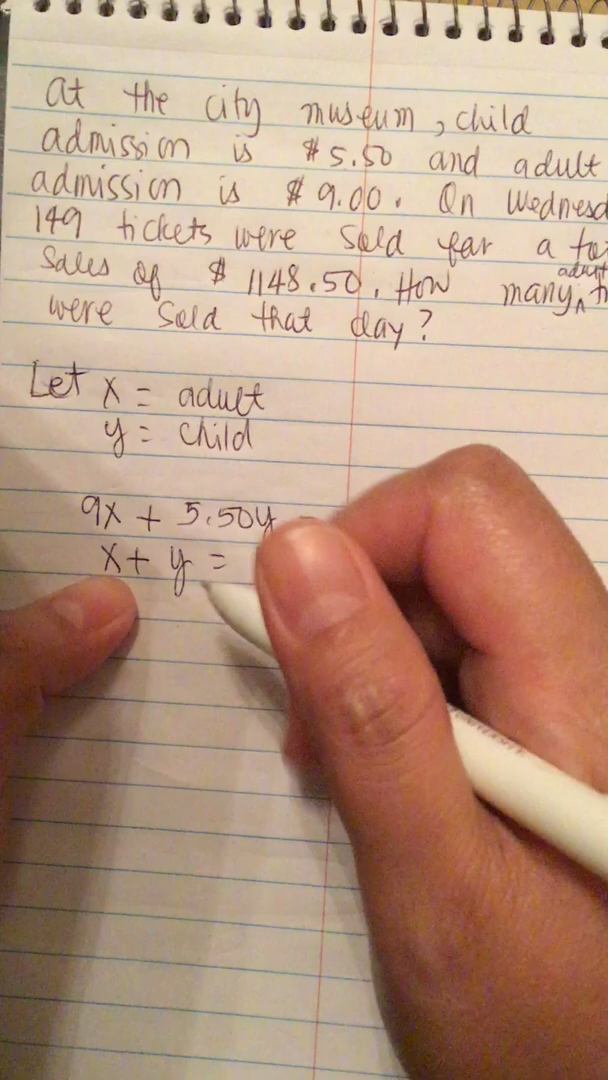 at the city museum, child
admission is $5.50 and adult
admission is $9.00. On Wednesd
149 tickets were sold for a to
sales of $1148.50. How many adult
were sold that day?
Let x = adult
y = child
9x + 5.50y =
x + y =